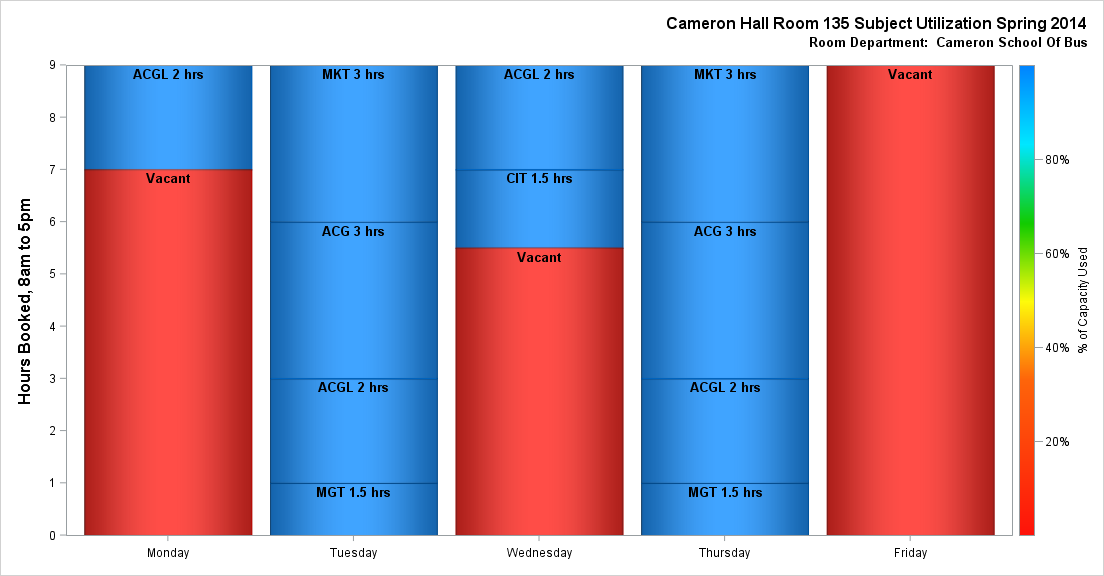 Cameron Hall Room 135 Subject Utilization Spring 2014
Room Department:  Cameron School Of Bus
Hours Booked, 8am to 5pm
9
8
7
6
5
4
3
2
1
0
ACGL 2 hrs
Vacant
MKT 3 hrs
ACG 3 hrs
ACGL 2 hrs
MGT 1.5 hrs
ACGL 2 hrs
CIT 1.5 hrs
Vacant
MKT 3 hrs
ACG 3 hrs
ACGL 2 hrs
MGT 1.5 hrs
Vacant
Monday
Tuesday
Wednesday
Thursday
Friday
80%
60%
40%
20%
% of Capacity Used